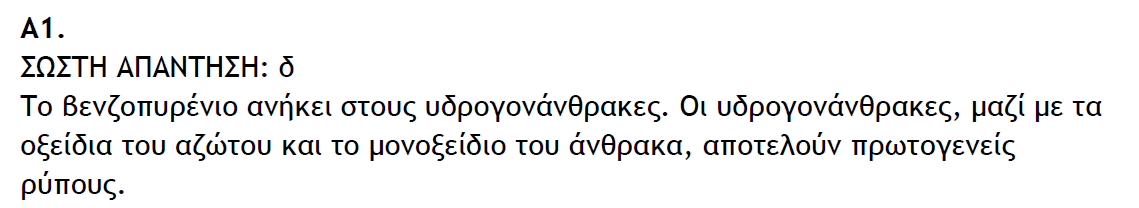 Α1.
ΣΩΣΤΗ ΑΠΑΝΤΗΣΗ: δ
Το βενζοπυρένιο ανήκει στους υδρογονάνθρακες. Οι υδρογονάνθρακες, μαζί με τα
οξείδια του αζώτου και το μονοξείδιο του άνθρακα, αποτελούν πρωτογενείς
ρύπους.